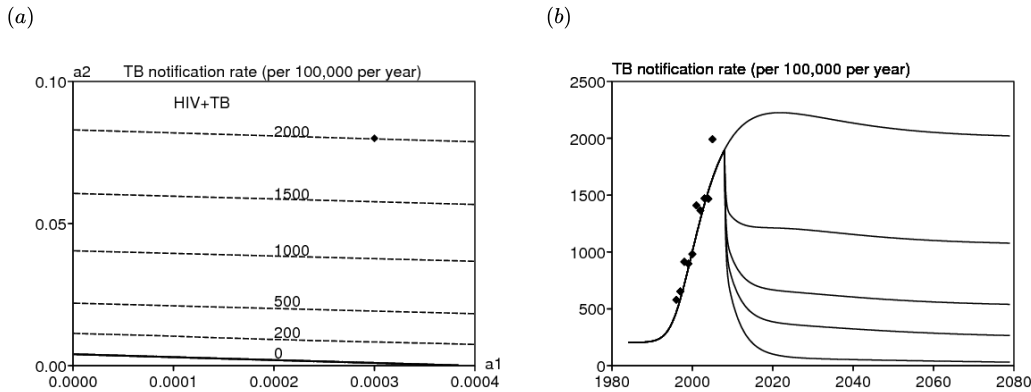 (a)
a2 TB notification rate (per 100,000 per year)
0.10
HIV+TB
2000
1500
0.05
1000
500
200
0
0.00
a1
0.0000 0.0001 0.0002 0.0003 0.0004
(b)
TB notification rate (per 100,000 per year)
2500
2000
1500
1000
500
0
1980 2000 2020 2040 2060 2080